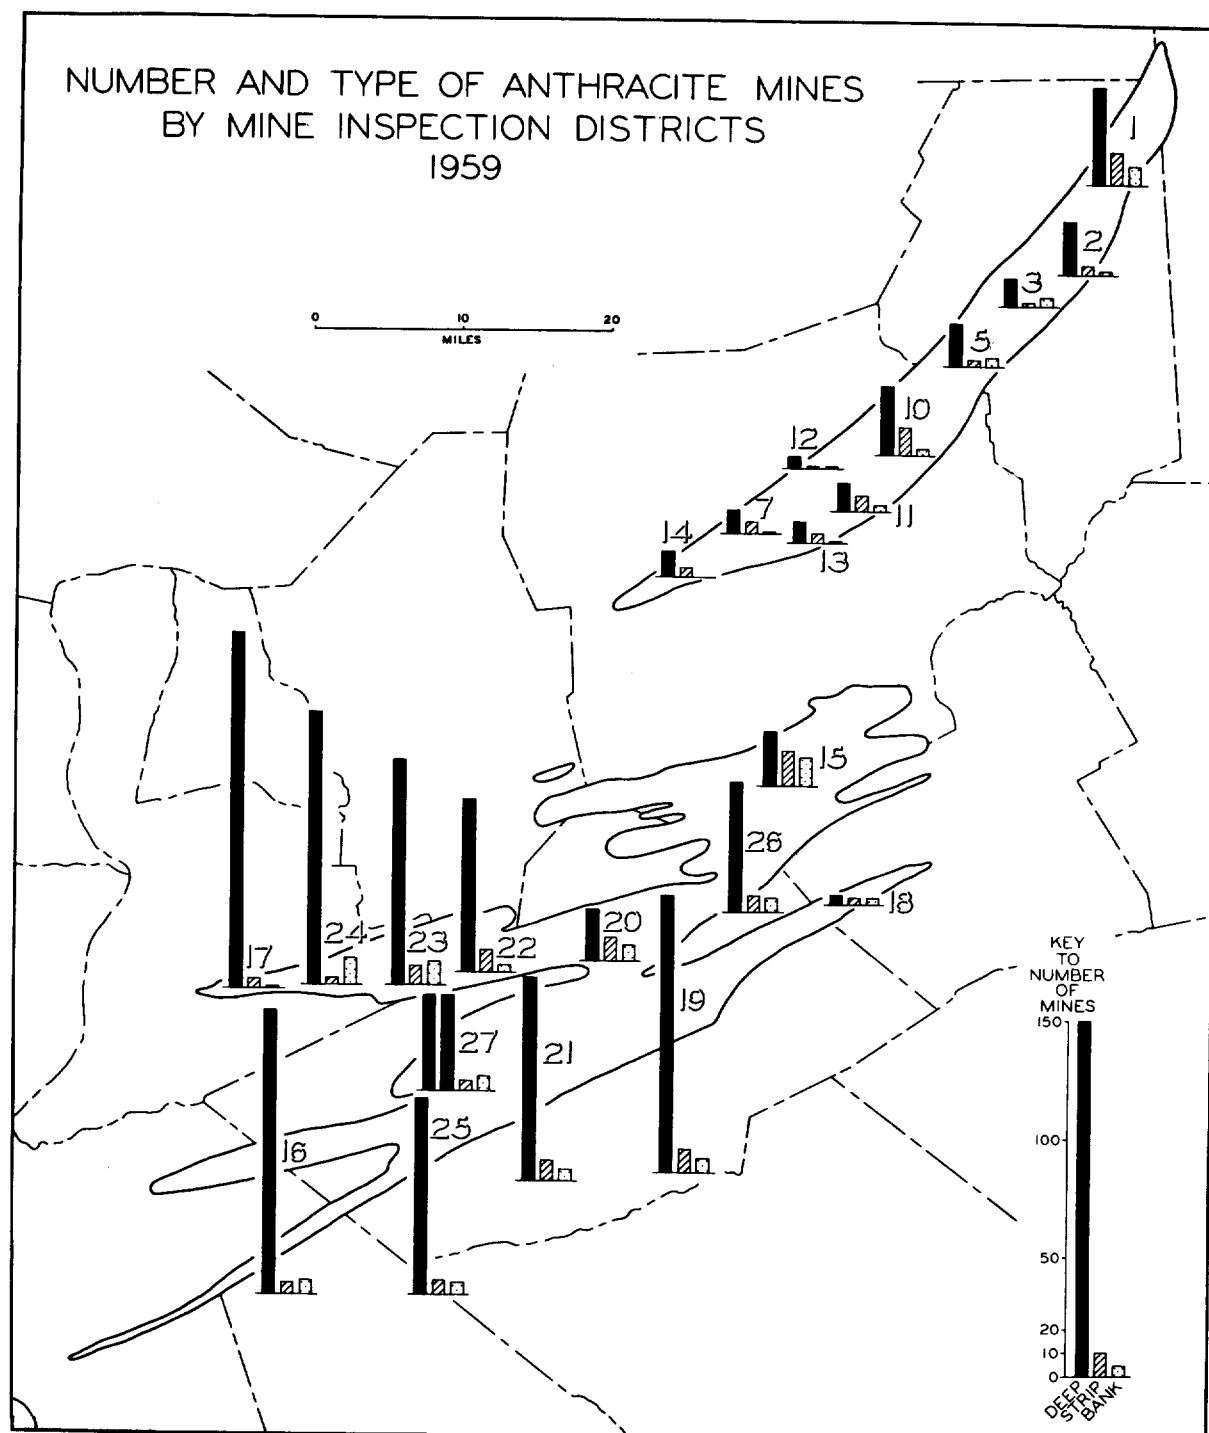 NUMBER AND TYPE OF ANTHRACITE MINES
BY MINE INSPECTION DISTRICTS
1959
0 10 20
MILES
1
2
3
5
10
12
11
7
13
14
15
26
18
20
17
24
23
22
19
27
21
25
16
KEY
TO
NUMBER
OF
MINES
150
100
50
20
10
0
DEEP
STRIP
BANK